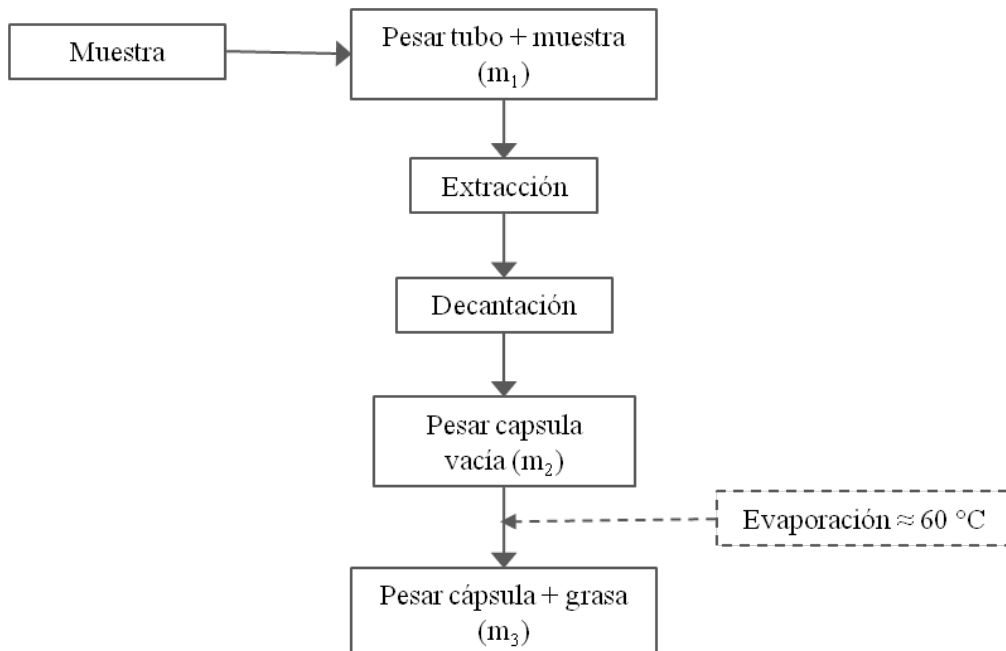 Muestra
Pesar tubo + muestra
(m₁)
Extracción
Decantación
Pesar capsula
vacía (m₂)
Evaporación ≈ 60 °C
Pesar cápsula + grasa
(m₃)